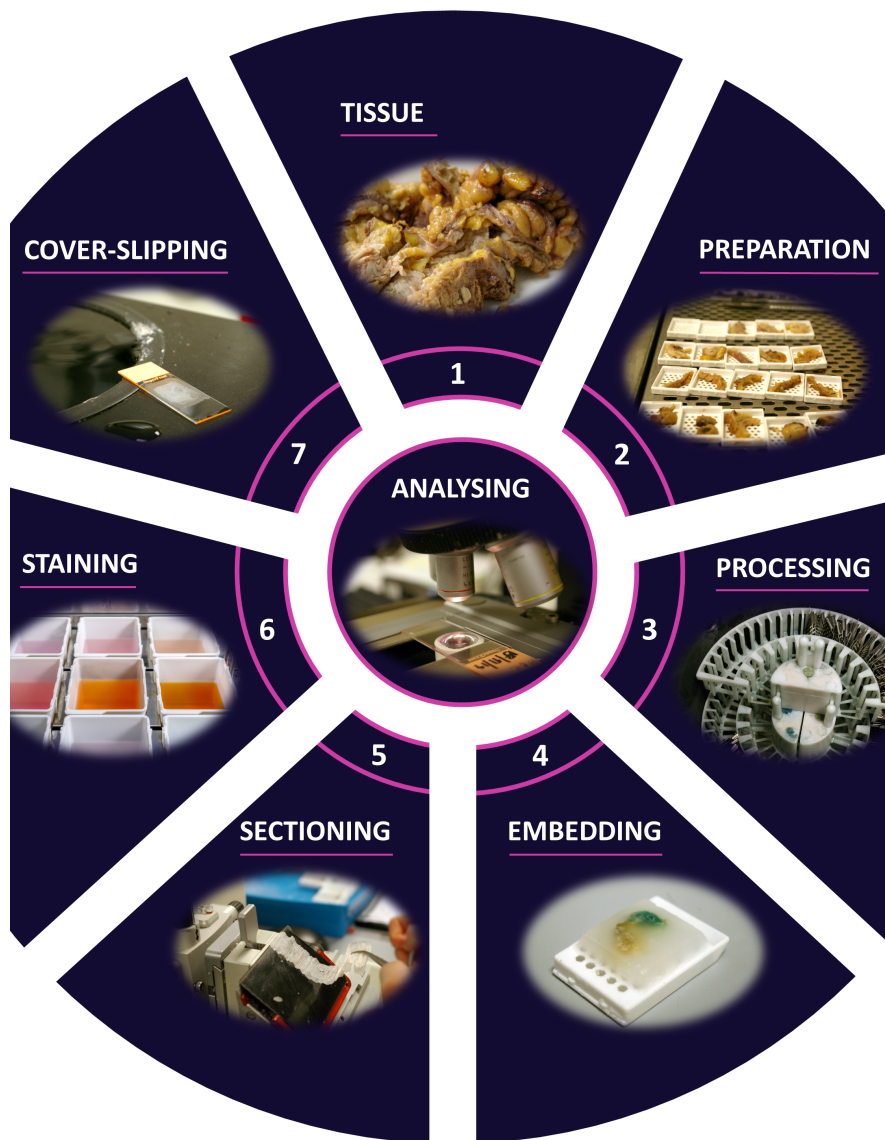 TISSUE
1
PREPARATION
2
PROCESSING
3
EMBEDDING
4
SECTIONING
5
STAINING
6
COVER-SLIPPING
7
ANALYSING